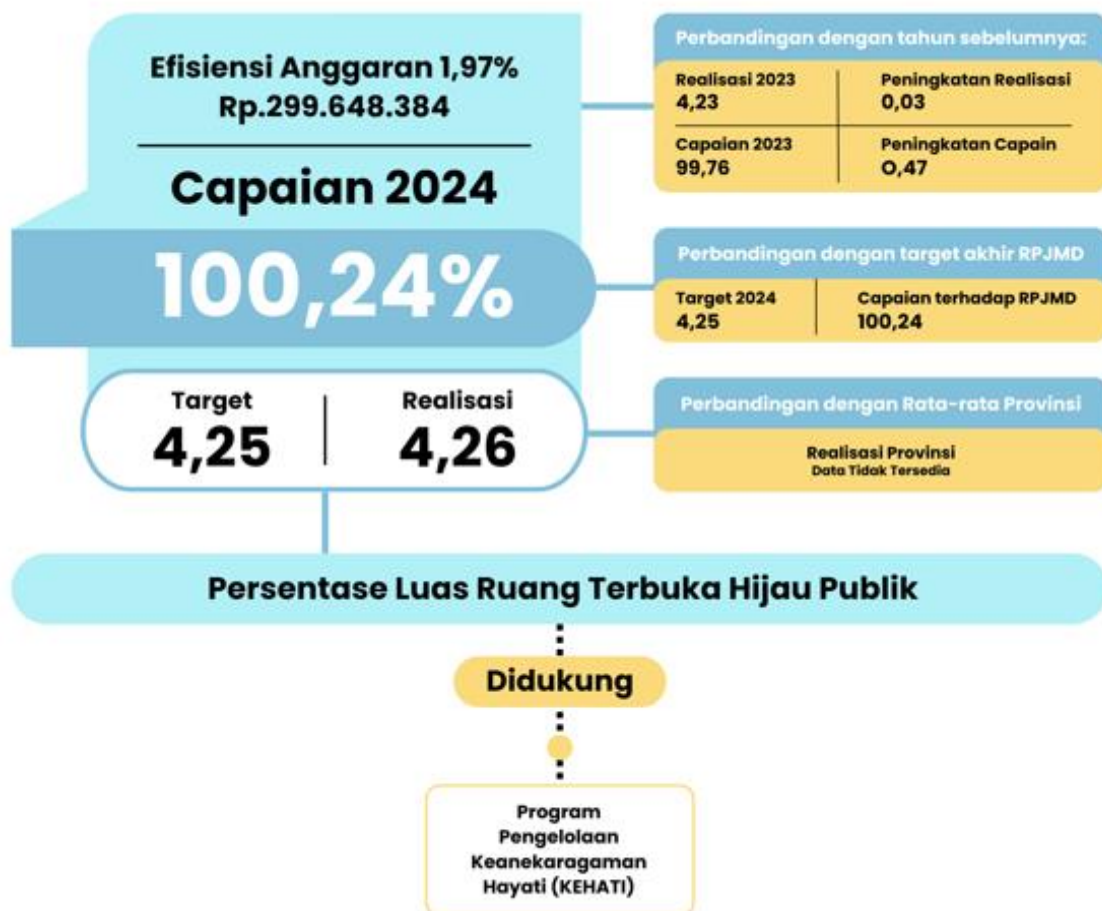 Efisiensi Anggaran 1,97%
Rp.299.648.384
Capaian 2024
100,24%
Target
4,25
Realisasi
4,26
Perbandingan dengan tahun sebelumnya:
Realisasi 2023
4,23
Peningkatan Realisasi
0,03
Capaian 2023
99,76
Peningkatan Capain
O,47
Perbandingan dengan target akhir RPJMD
Target 2024
4,25
Capaian terhadap RPJMD
100,24
Perbandingan dengan Rata-rata Provinsi
Realisasi Provinsi
Data Tidak Tersedia
Persentase Luas Ruang Terbuka Hijau Publik
Didukung
Program
Pengelolaan
Keanekaragaman
Hayati (KEHATI)